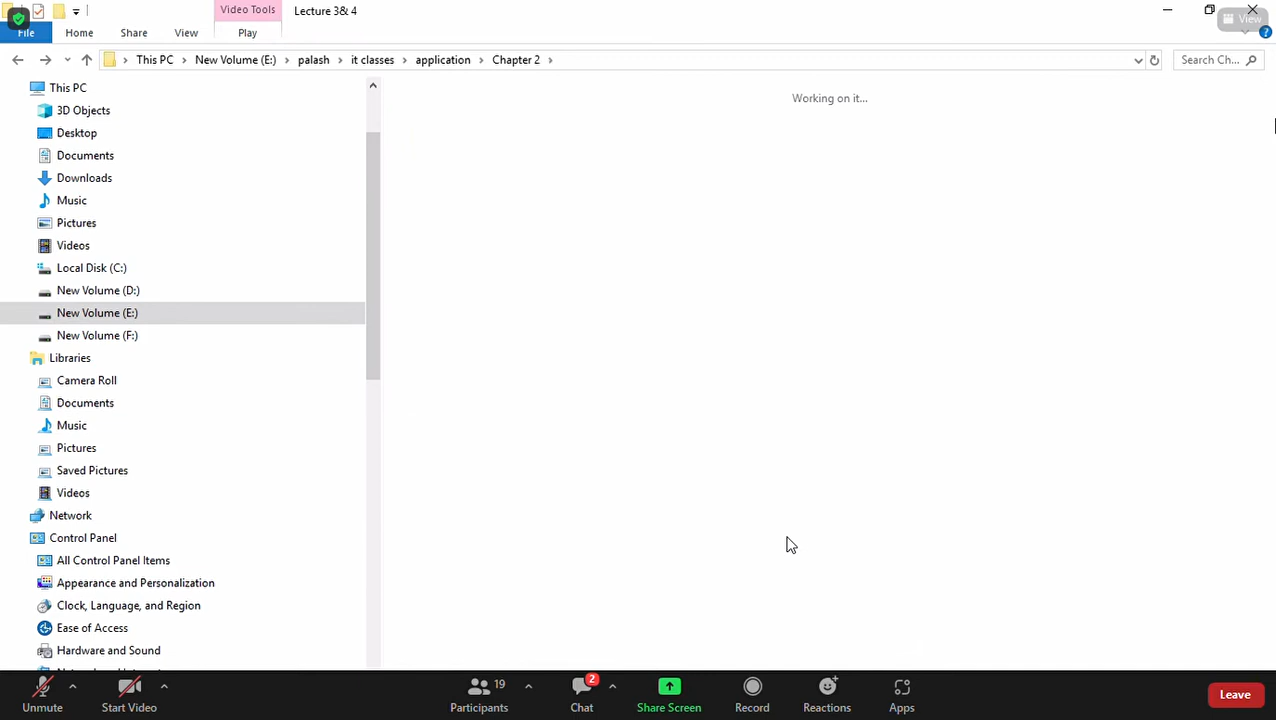 Video Tools
Lecture 3& 4
View
File
Home
Share
View
Play
This PC
New Volume (E:)
palash
it classes
application
Chapter 2
Search Ch...
Working on it...
This PC
3D Objects
Desktop
Documents
Downloads
Music
Pictures
Videos
Local Disk (C:)
New Volume (D:)
New Volume (E:)
New Volume (F:)
Libraries
Camera Roll
Documents
Music
Pictures
Saved Pictures
Videos
Network
Control Panel
All Control Panel Items
Appearance and Personalization
Clock, Language, and Region
Ease of Access
Hardware and Sound
19
2
Unmute
Start Video
Participants
Chat
Share Screen
Record
Reactions
Apps
Leave